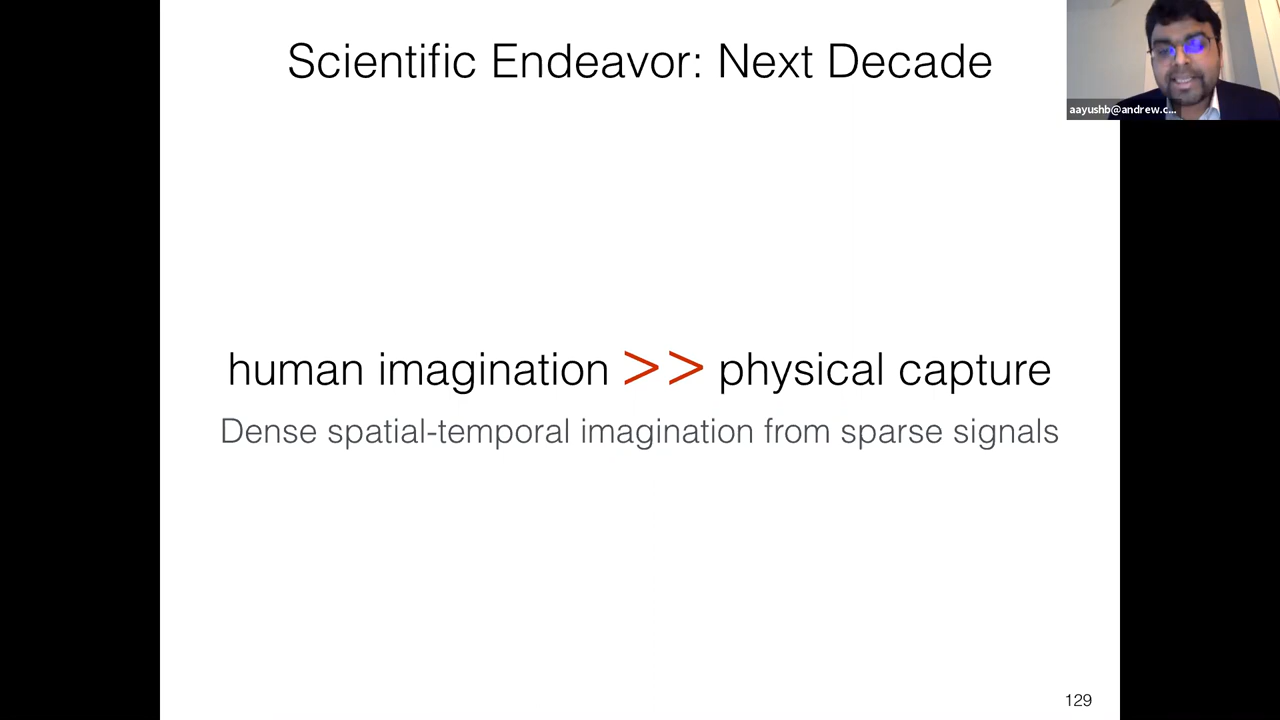 Scientific Endeavor: Next Decade
aayushb@andrew.c...
human imagination >> physical capture
Dense spatial-temporal imagination from sparse signals
129